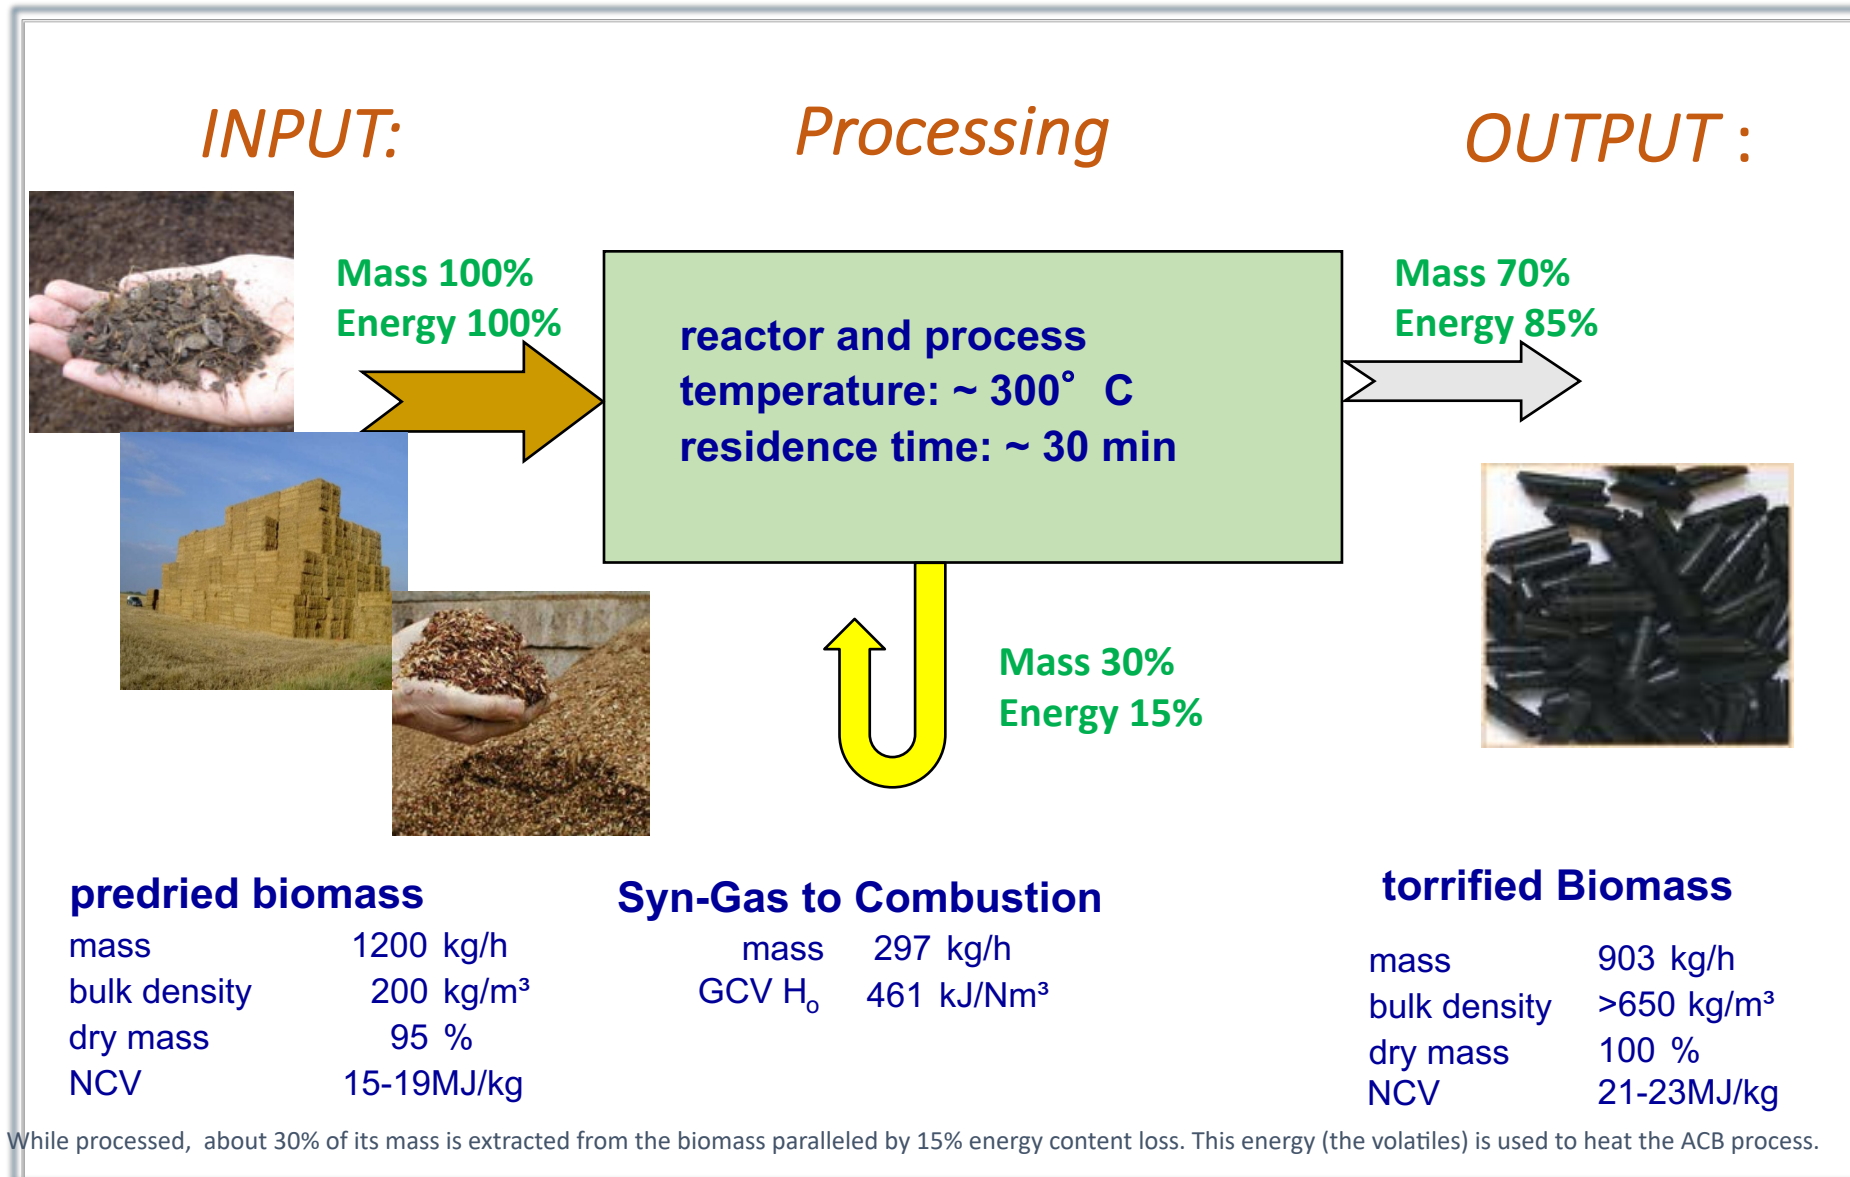 INPUT:
Processing
OUTPUT :
Mass 100%
Energy 100%
reactor and process
temperature: ~ 300° C
residence time: ~ 30 min
Mass 70%
Energy 85%
Mass 30%
Energy 15%
predried biomass
mass 1200 kg/h
bulk density 200 kg/m³
dry mass 95 %
NCV 15-19MJ/kg
Syn-Gas to Combustion
mass 297 kg/h
GCV Hₒ 461 kJ/Nm³
torrified Biomass
mass 903 kg/h
bulk density >650 kg/m³
dry mass 100 %
NCV 21-23MJ/kg
While processed, about 30% of its mass is extracted from the biomass paralleled by 15% energy content loss. This energy (the volatiles) is used to heat the ACB process.